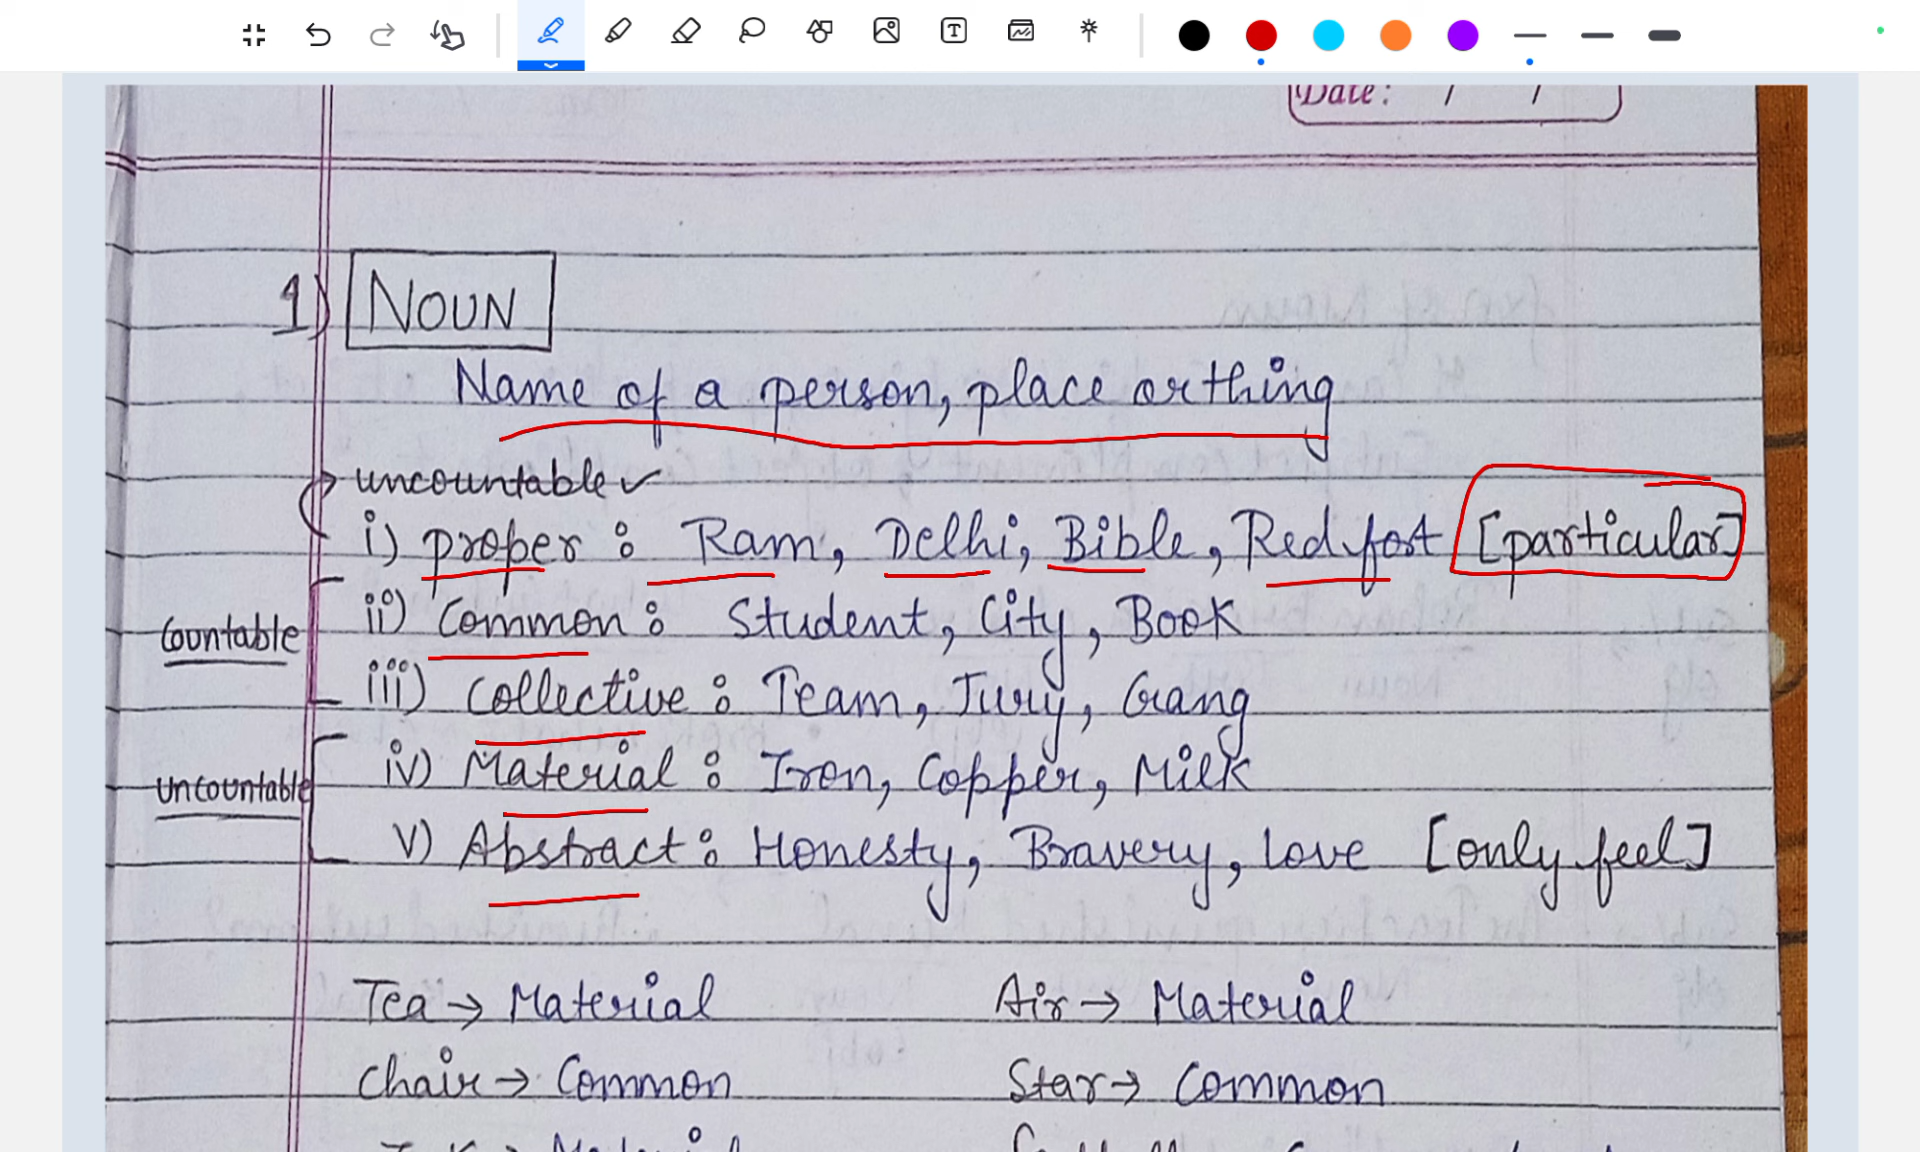 Date: / /
1) NOUN
Name of a person, place or thing
uncountable ✓
i) proper : Ram, Delhi, Bible, Red fort [particular]
Countable
ii) Common : Student, City, Book
iii) Collective : Team, Jury, Gang
uncountable
iv) Material : Iron, Copper, Milk
v) Abstract : Honesty, Bravery, Love [only feel]
Tea → Material Air → Material
Chair → Common Star → Common